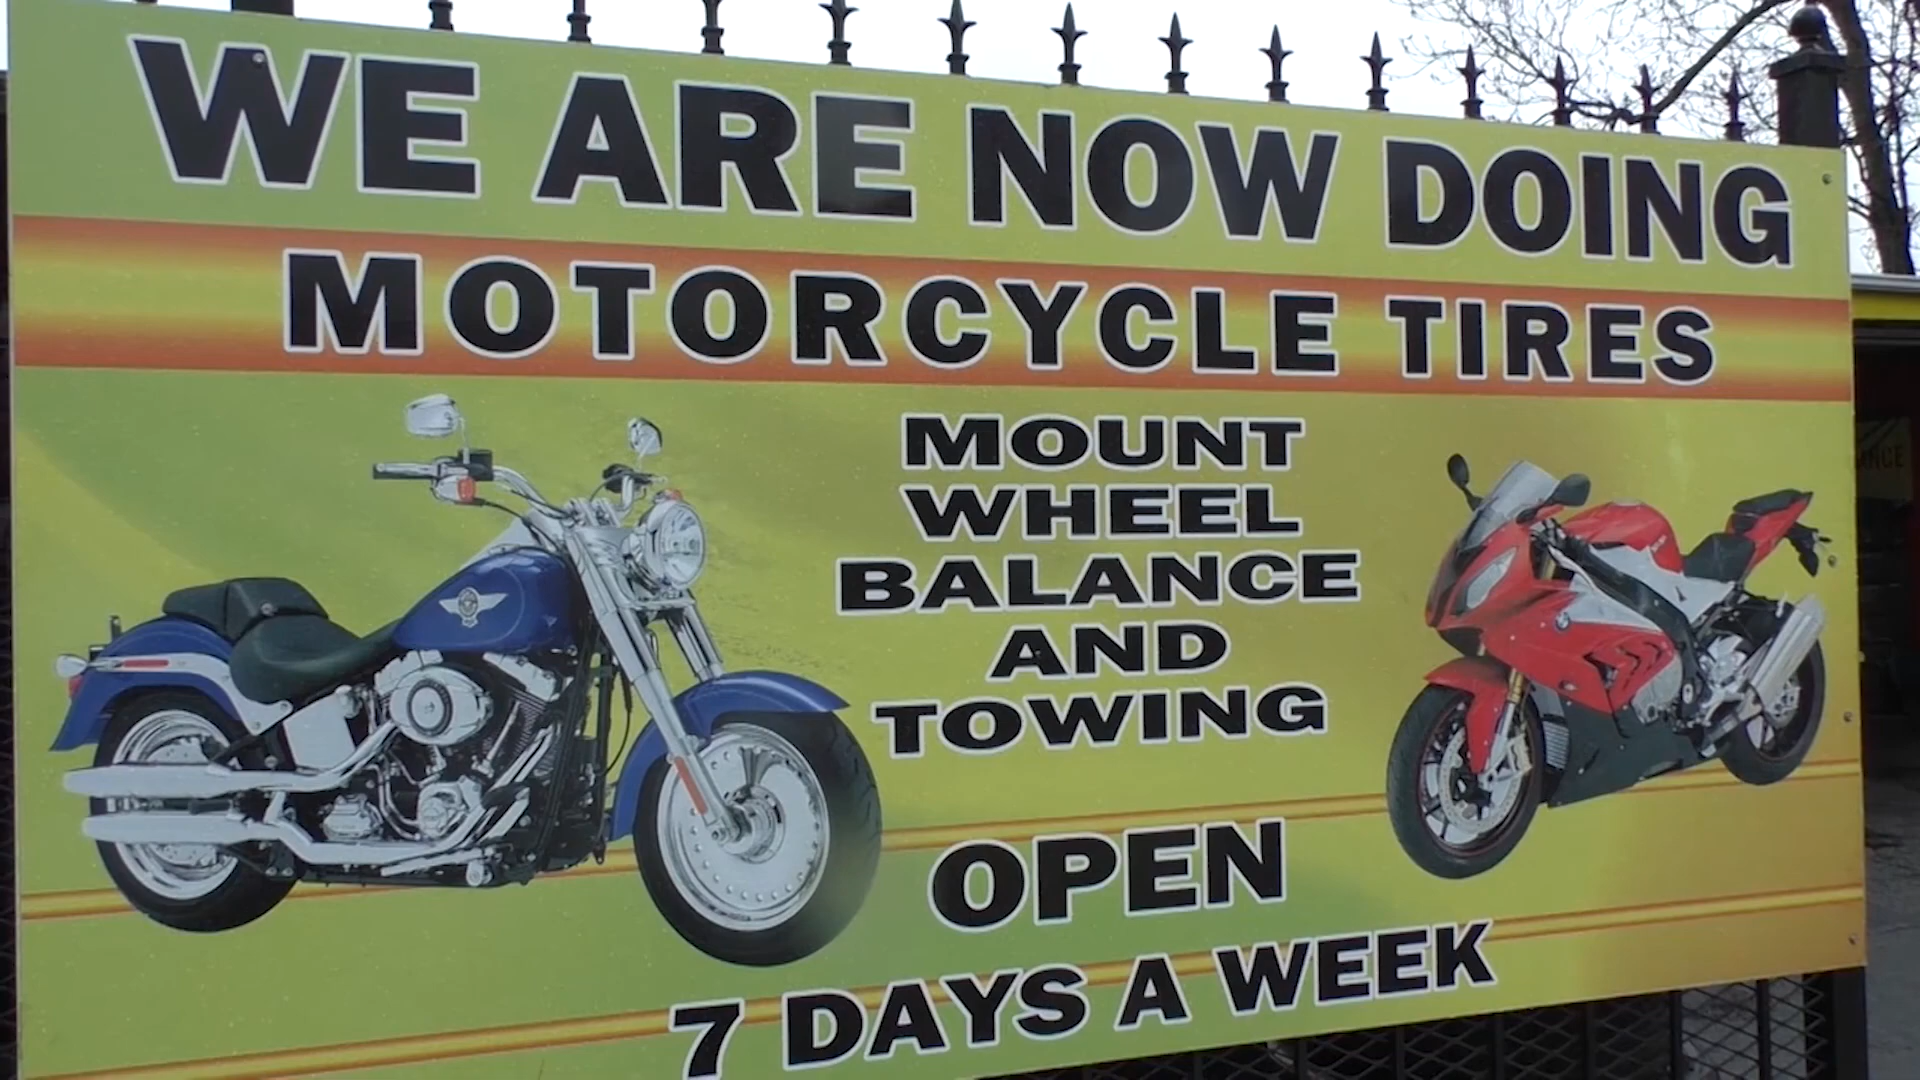 WE ARE NOW DOING
MOTORCYCLE TIRES
MOUNT
WHEEL
BALANCE
AND
TOWING
OPEN
7 DAYS A WEEK